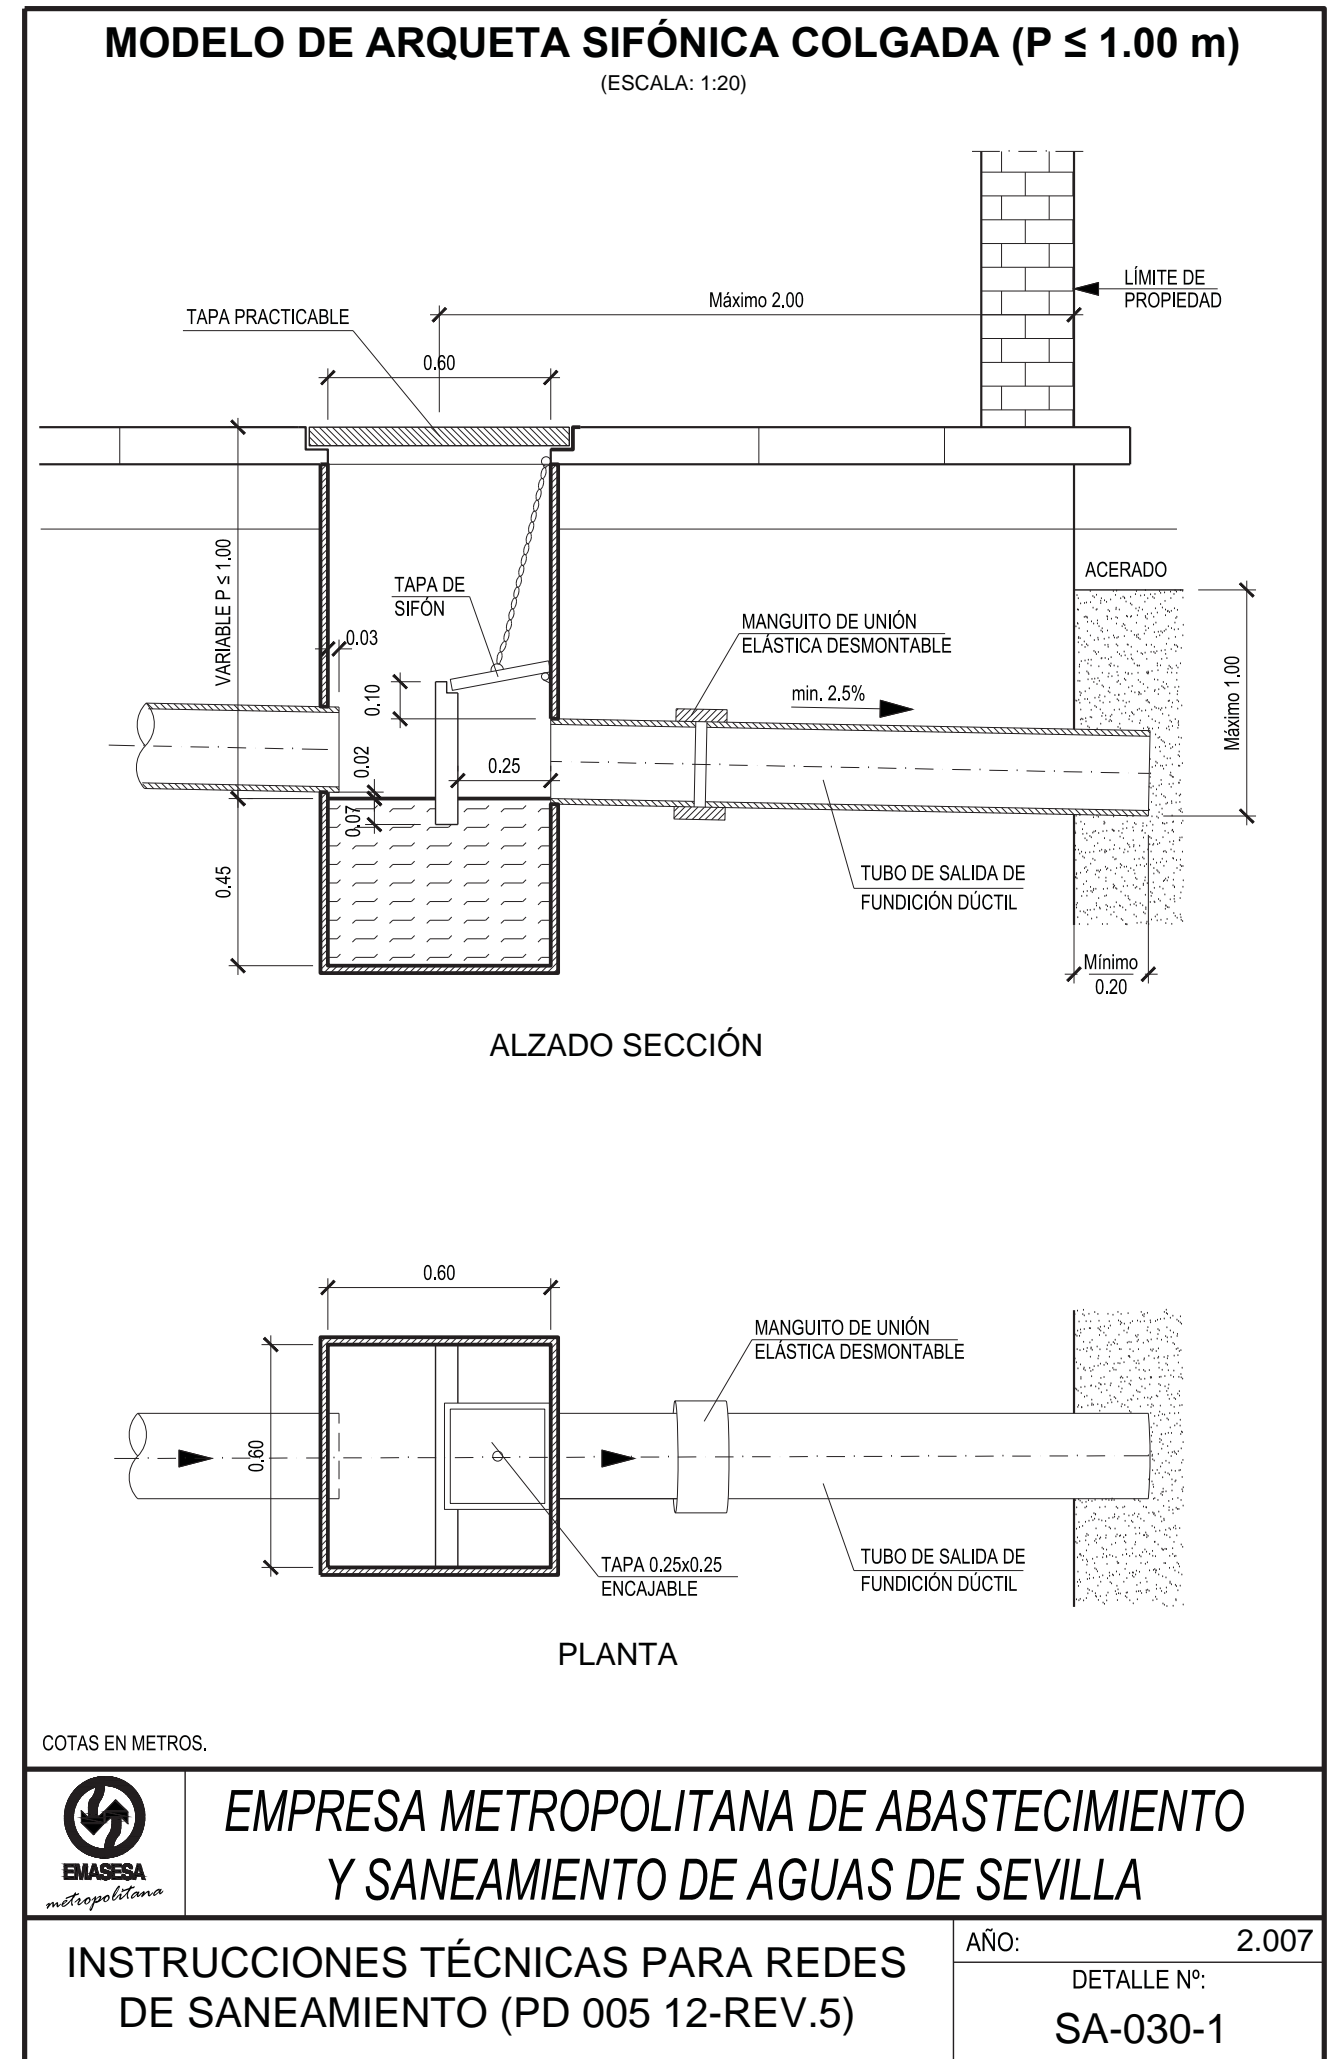 MODELO DE ARQUETA SIFÓNICA COLGADA (P ≤ 1.00 m)
(ESCALA: 1:20)
LÍMITE DE
PROPIEDAD
Máximo 2.00
TAPA PRACTICABLE
0.60
VARIABLE P ≤ 1.00
TAPA DE
SIFÓN
ACERADO
MANGUITO DE UNIÓN
ELÁSTICA DESMONTABLE
0.03
0.10
min. 2.5%
Máximo 1.00
0.02
0.25
0.07
0.45
TUBO DE SALIDA DE
FUNDICIÓN DÚCTIL
Mínimo
0.20
ALZADO SECCIÓN
0.60
MANGUITO DE UNIÓN
ELÁSTICA DESMONTABLE
0.60
TAPA 0.25x0.25
ENCAJABLE
TUBO DE SALIDA DE
FUNDICIÓN DÚCTIL
PLANTA
COTAS EN METROS.
EMASESA
metropolitana
EMPRESA METROPOLITANA DE ABASTECIMIENTO
Y SANEAMIENTO DE AGUAS DE SEVILLA
INSTRUCCIONES TÉCNICAS PARA REDES
DE SANEAMIENTO (PD 005 12-REV.5)
AÑO: 2.007
DETALLE Nº:
SA-030-1